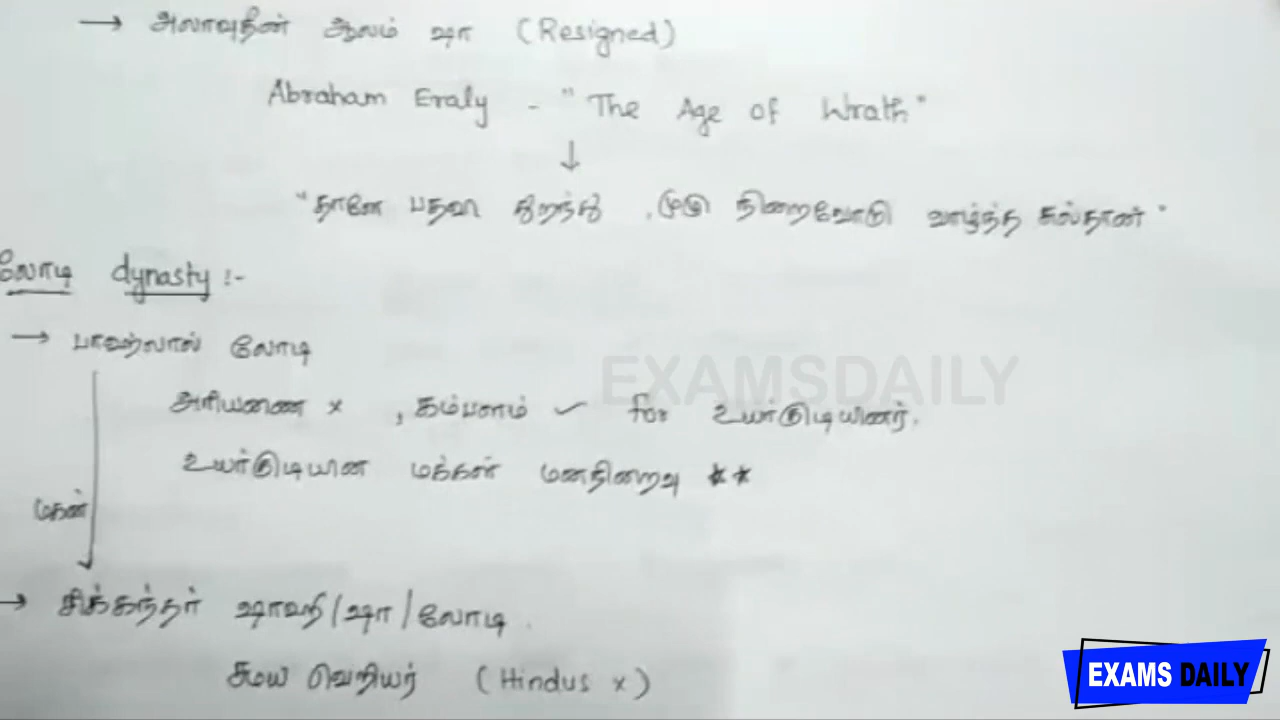 → அலாவுதீன் ஆலம் ஷா (Resigned)
Abraham Eraly - "The Age of Wrath"
↓
"தானே பதவி துறந்து, முழு நிறைவோடு வாழ்ந்த சுல்தான்"
லோடி dynasty :-
→ பாஹ்லால் லோடி
அரியணை x , கம்பளம் ✓ for உயர்குடியினர்.
உயர்குடியின மக்கள் மனநிறைவு **
மகன்
→ சிக்கந்தர் ஷாஹி/ஷா/லோடி.
சமய வெறியர் (Hindus x)
EXAMSDAILY
EXAMS DAILY